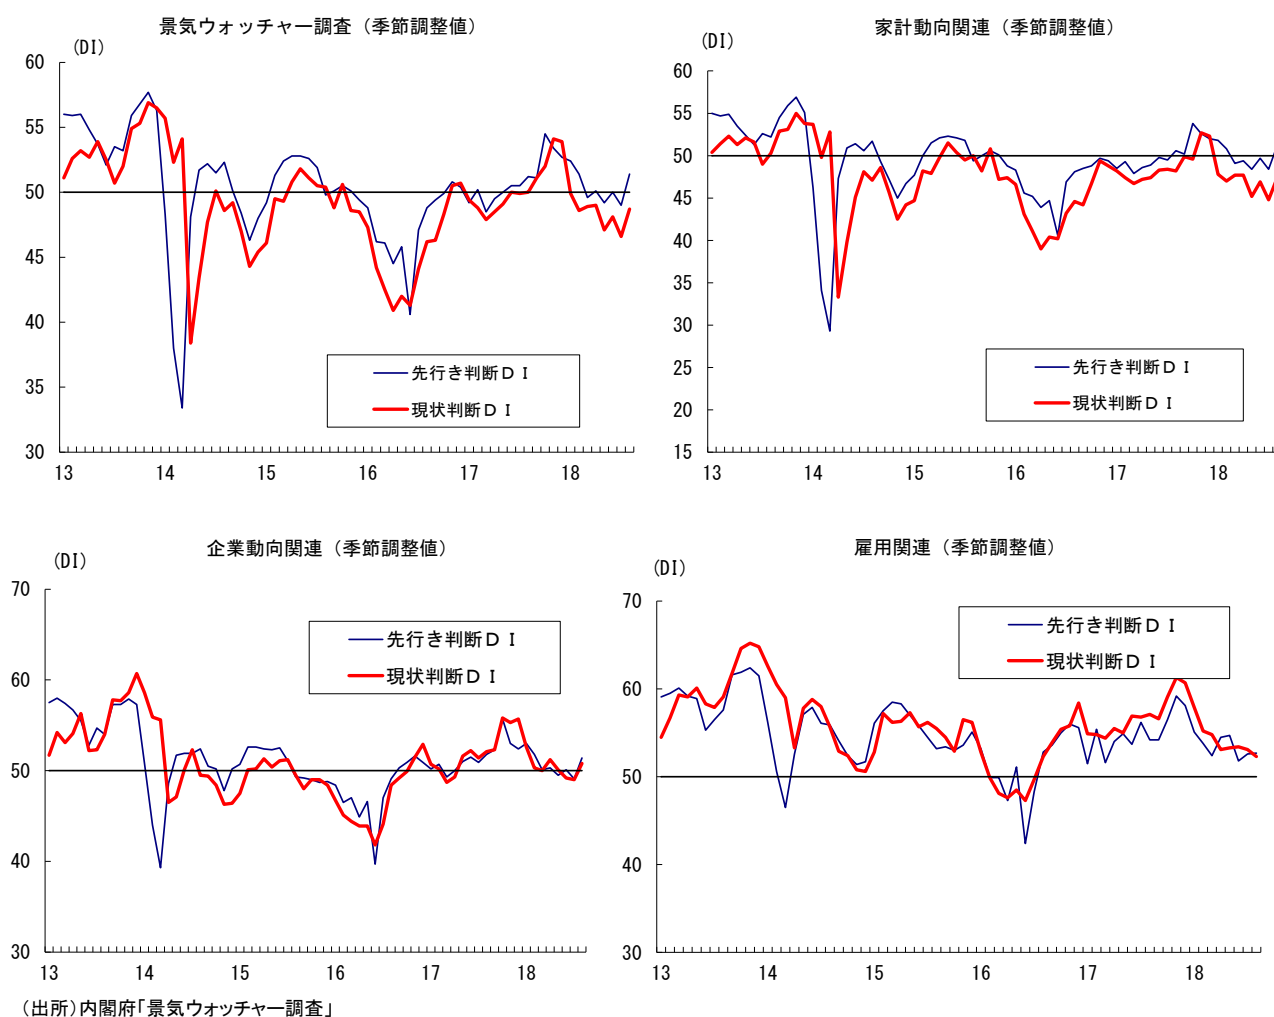 景気ウォッチャー調査（季節調整値）
(DI)
60
55
50
45
40
35
30
先行き判断ＤＩ
現状判断ＤＩ
13 14 15 16 17 18
家計動向関連（季節調整値）
(DI)
60
55
50
45
40
35
30
25
20
15
先行き判断ＤＩ
現状判断ＤＩ
13 14 15 16 17 18
企業動向関連（季節調整値）
(DI)
70
60
50
40
30
先行き判断ＤＩ
現状判断ＤＩ
13 14 15 16 17 18
雇用関連（季節調整値）
(DI)
70
60
50
40
30
先行き判断ＤＩ
現状判断ＤＩ
13 14 15 16 17 18
（出所）内閣府「景気ウォッチャー調査」